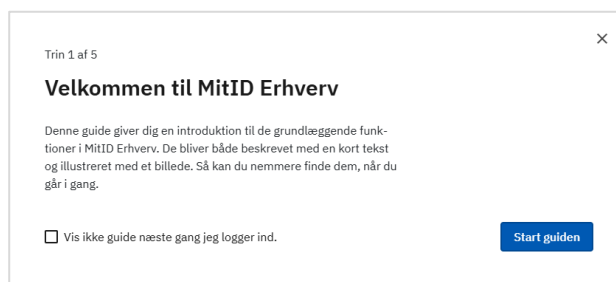 Trin 1 af 5
Velkommen til MitID Erhverv
Denne guide giver dig en introduktion til de grundlæggende funk-
tioner i MitID Erhverv. De bliver både beskrevet med en kort tekst
og illustreret med et billede. Så kan du nemmere finde dem, når du
går i gang.
Vis ikke guide næste gang jeg logger ind.
Start guiden